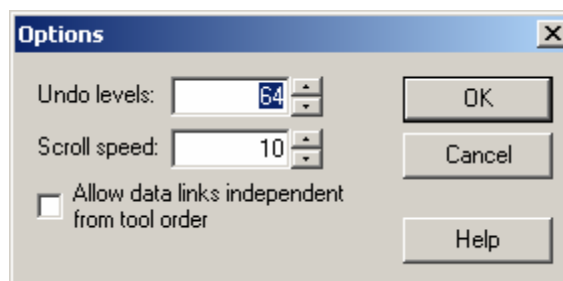 Options
Undo levels: 64
OK
Scroll speed: 10
Cancel
Allow data links independent
from tool order
Help